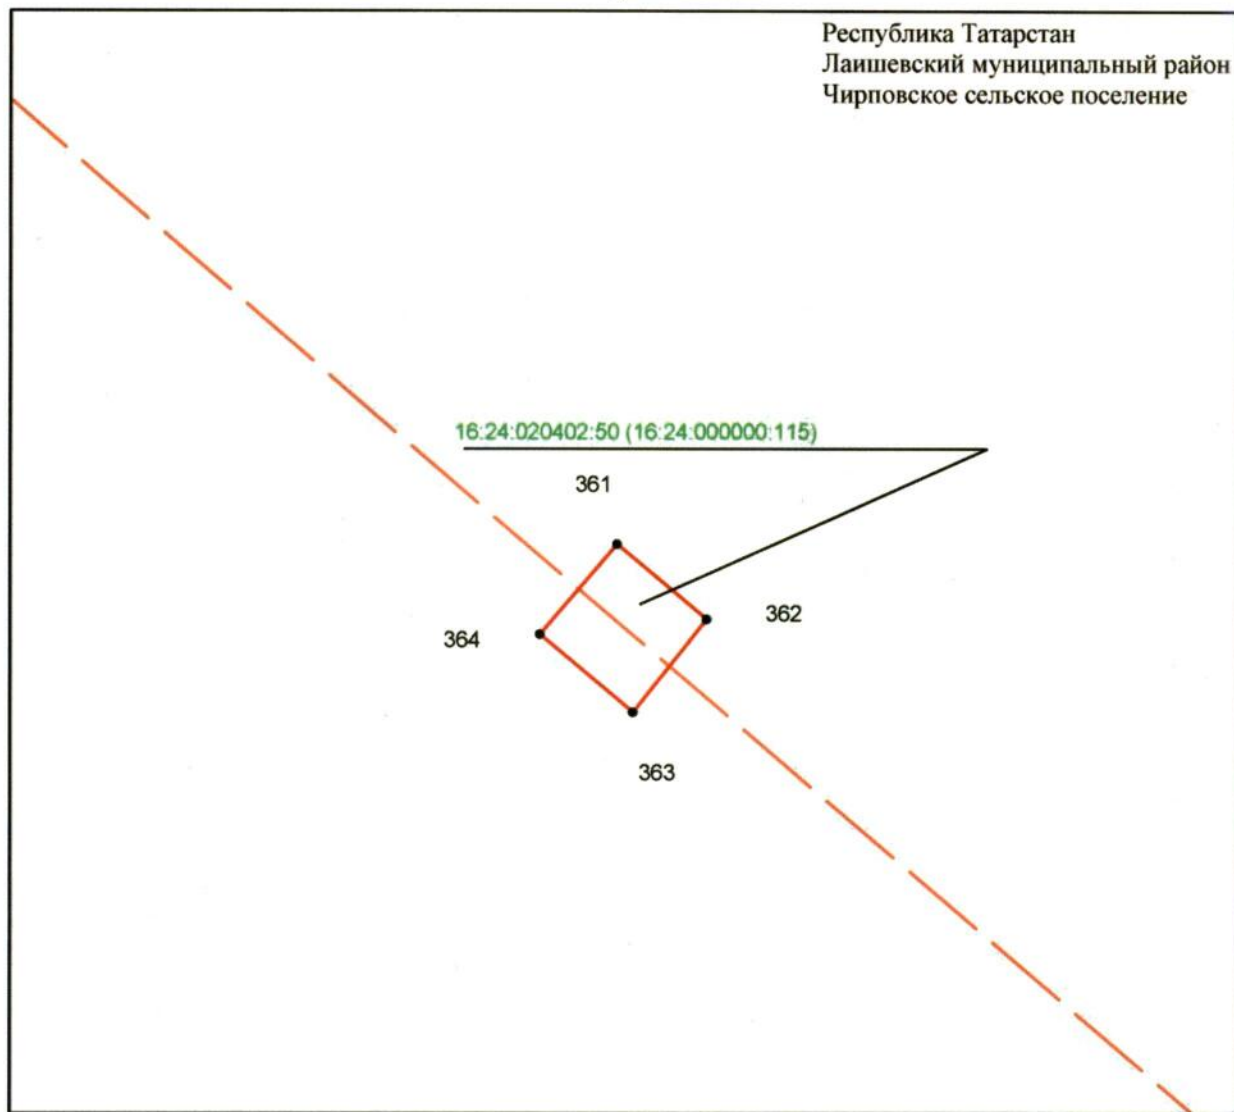 Республика Татарстан
Лаишевский муниципальный район
Чирповское сельское поселение
16:24:020402:50 (16:24:000000:115)
361
362
364
363